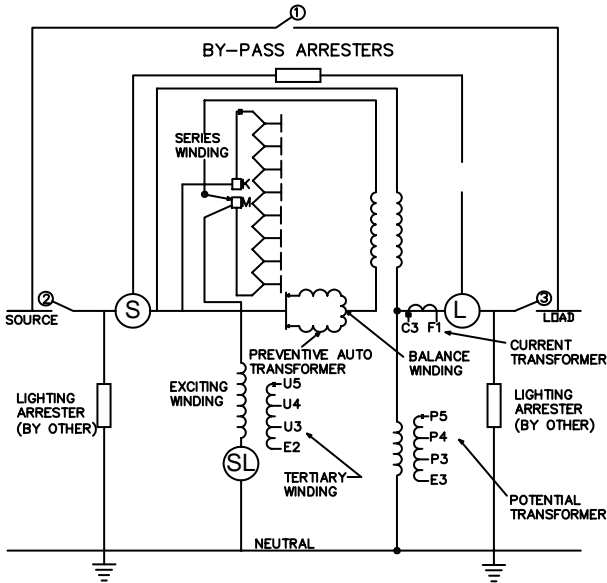 1
BY-PASS ARRESTERS
SERIES
WINDING
K
M
2
S
L
3
SOURCE
LOAD
C3 F1
PREVENTIVE AUTO
TRANSFORMER
BALANCE
WINDING
CURRENT
TRANSFORMER
LIGHTING
ARRESTER
(BY OTHER)
EXCITING
WINDING
U5
U4
U3
E2
P5
P4
P3
E3
LIGHTING
ARRESTER
(BY OTHER)
SL
TERTIARY
WINDING
POTENTIAL
TRANSFORMER
NEUTRAL